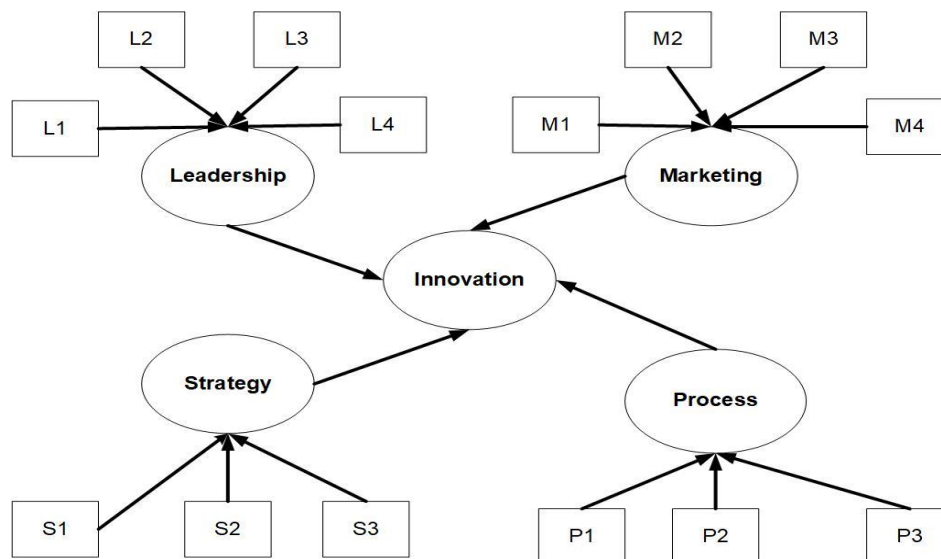 L2
L3
M2
M3
L1
L4
M1
M4
Leadership
Marketing
Innovation
Strategy
Process
S1
S2
S3
P1
P2
P3